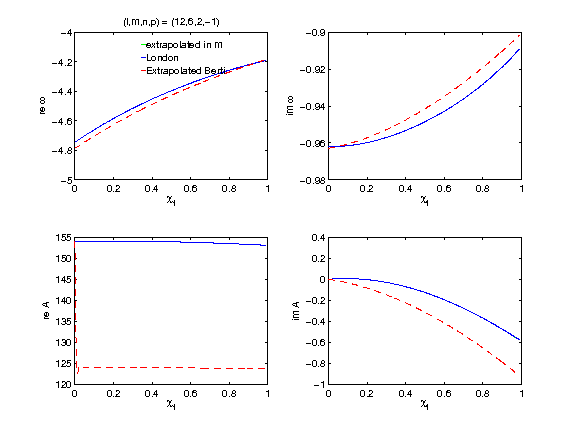 (l,m,n,p) = (12,6,2,−1)
−4
−4.2
−4.4
−4.6
−4.8
−5
re ω
extrapolated in m
London
Extrapolated Berti
0 0.2 0.4 0.6 0.8 1
χf
−0.9
−0.92
−0.94
−0.96
−0.98
im ω
0 0.2 0.4 0.6 0.8 1
χf
155
150
145
140
135
130
125
120
re A
0 0.2 0.4 0.6 0.8 1
χf
0.4
0.2
0
−0.2
−0.4
−0.6
−0.8
−1
im A
0 0.2 0.4 0.6 0.8 1
χf